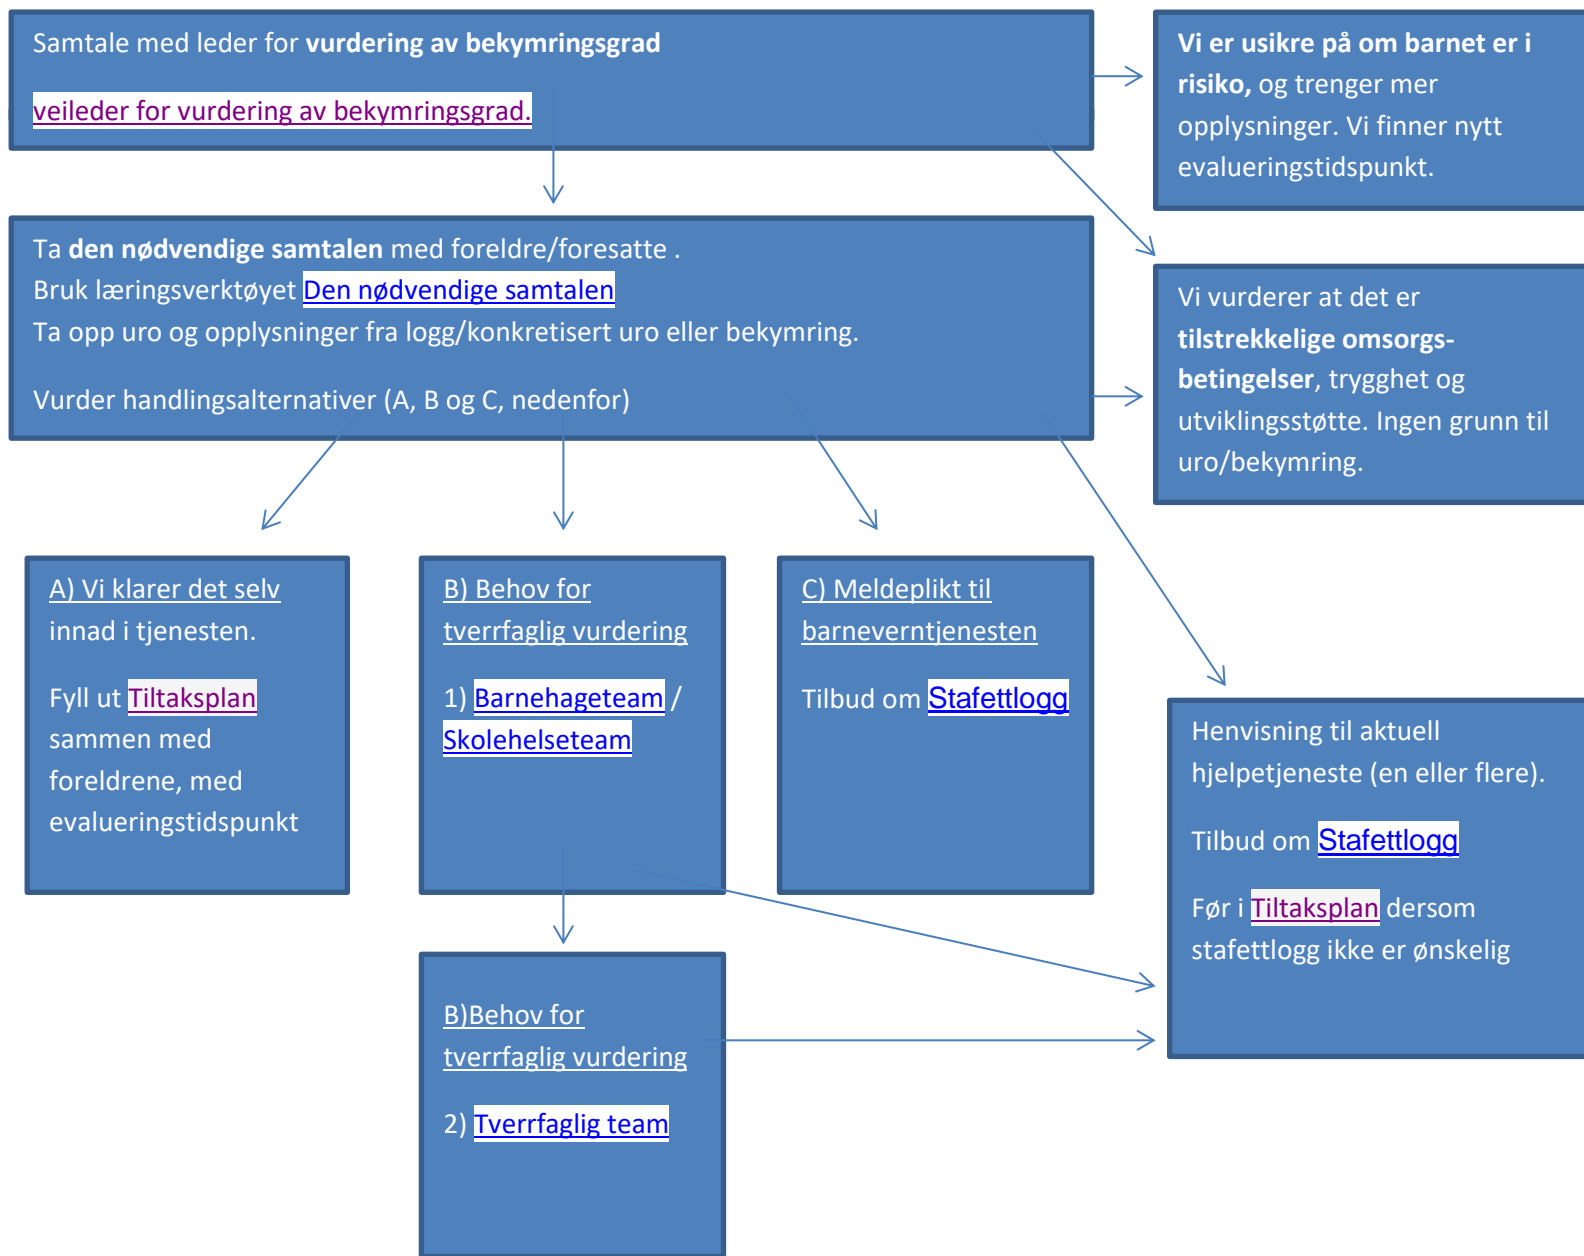 Samtale med leder for vurdering av bekymringsgrad
veileder for vurdering av bekymringsgrad.
Vi er usikre på om barnet er i
risiko, og trenger mer
opplysninger. Vi finner nytt
evalueringstidspunkt.
Ta den nødvendige samtalen med foreldre/foresatte .
Bruk læringsverktøyet Den nødvendige samtalen
Ta opp uro og opplysninger fra logg/konkretisert uro eller bekymring.
Vurder handlingsalternativer (A, B og C, nedenfor)
Vi vurderer at det er
tilstrekkelige omsorgs-
betingelser, trygghet og
utviklingsstøtte. Ingen grunn til
uro/bekymring.
A) Vi klarer det selv
innad i tjenesten.
Fyll ut Tiltaksplan
sammen med
foreldrene, med
evalueringstidspunkt
B) Behov for
tverrfaglig vurdering
1) Barnehageteam /
Skolehelseteam
C) Meldeplikt til
barneverntjenesten
Tilbud om Stafettlogg
Henvisning til aktuell
hjelpetjeneste (en eller flere).
Tilbud om Stafettlogg
Før i Tiltaksplan dersom
stafettlogg ikke er ønskelig
B)Behov for
tverrfaglig vurdering
2) Tverrfaglig team